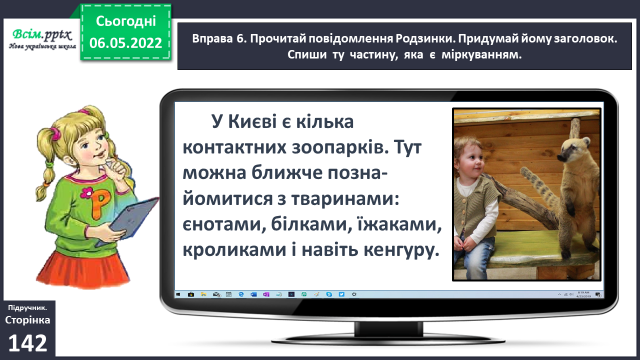 Всім.pptx
Нова українська школа
Сьогодні
06.05.2022
Вправа 6. Прочитай повідомлення Родзинки. Придумай йому заголовок.
Спиши ту частину, яка є міркуванням.
У Києві є кілька
контактних зоопарків. Тут
можна ближче позна-
йомитися з тваринами:
єнотами, білками, їжаками,
кроликами і навіть кенгуру.
Р
Підручник.
Сторінка
142